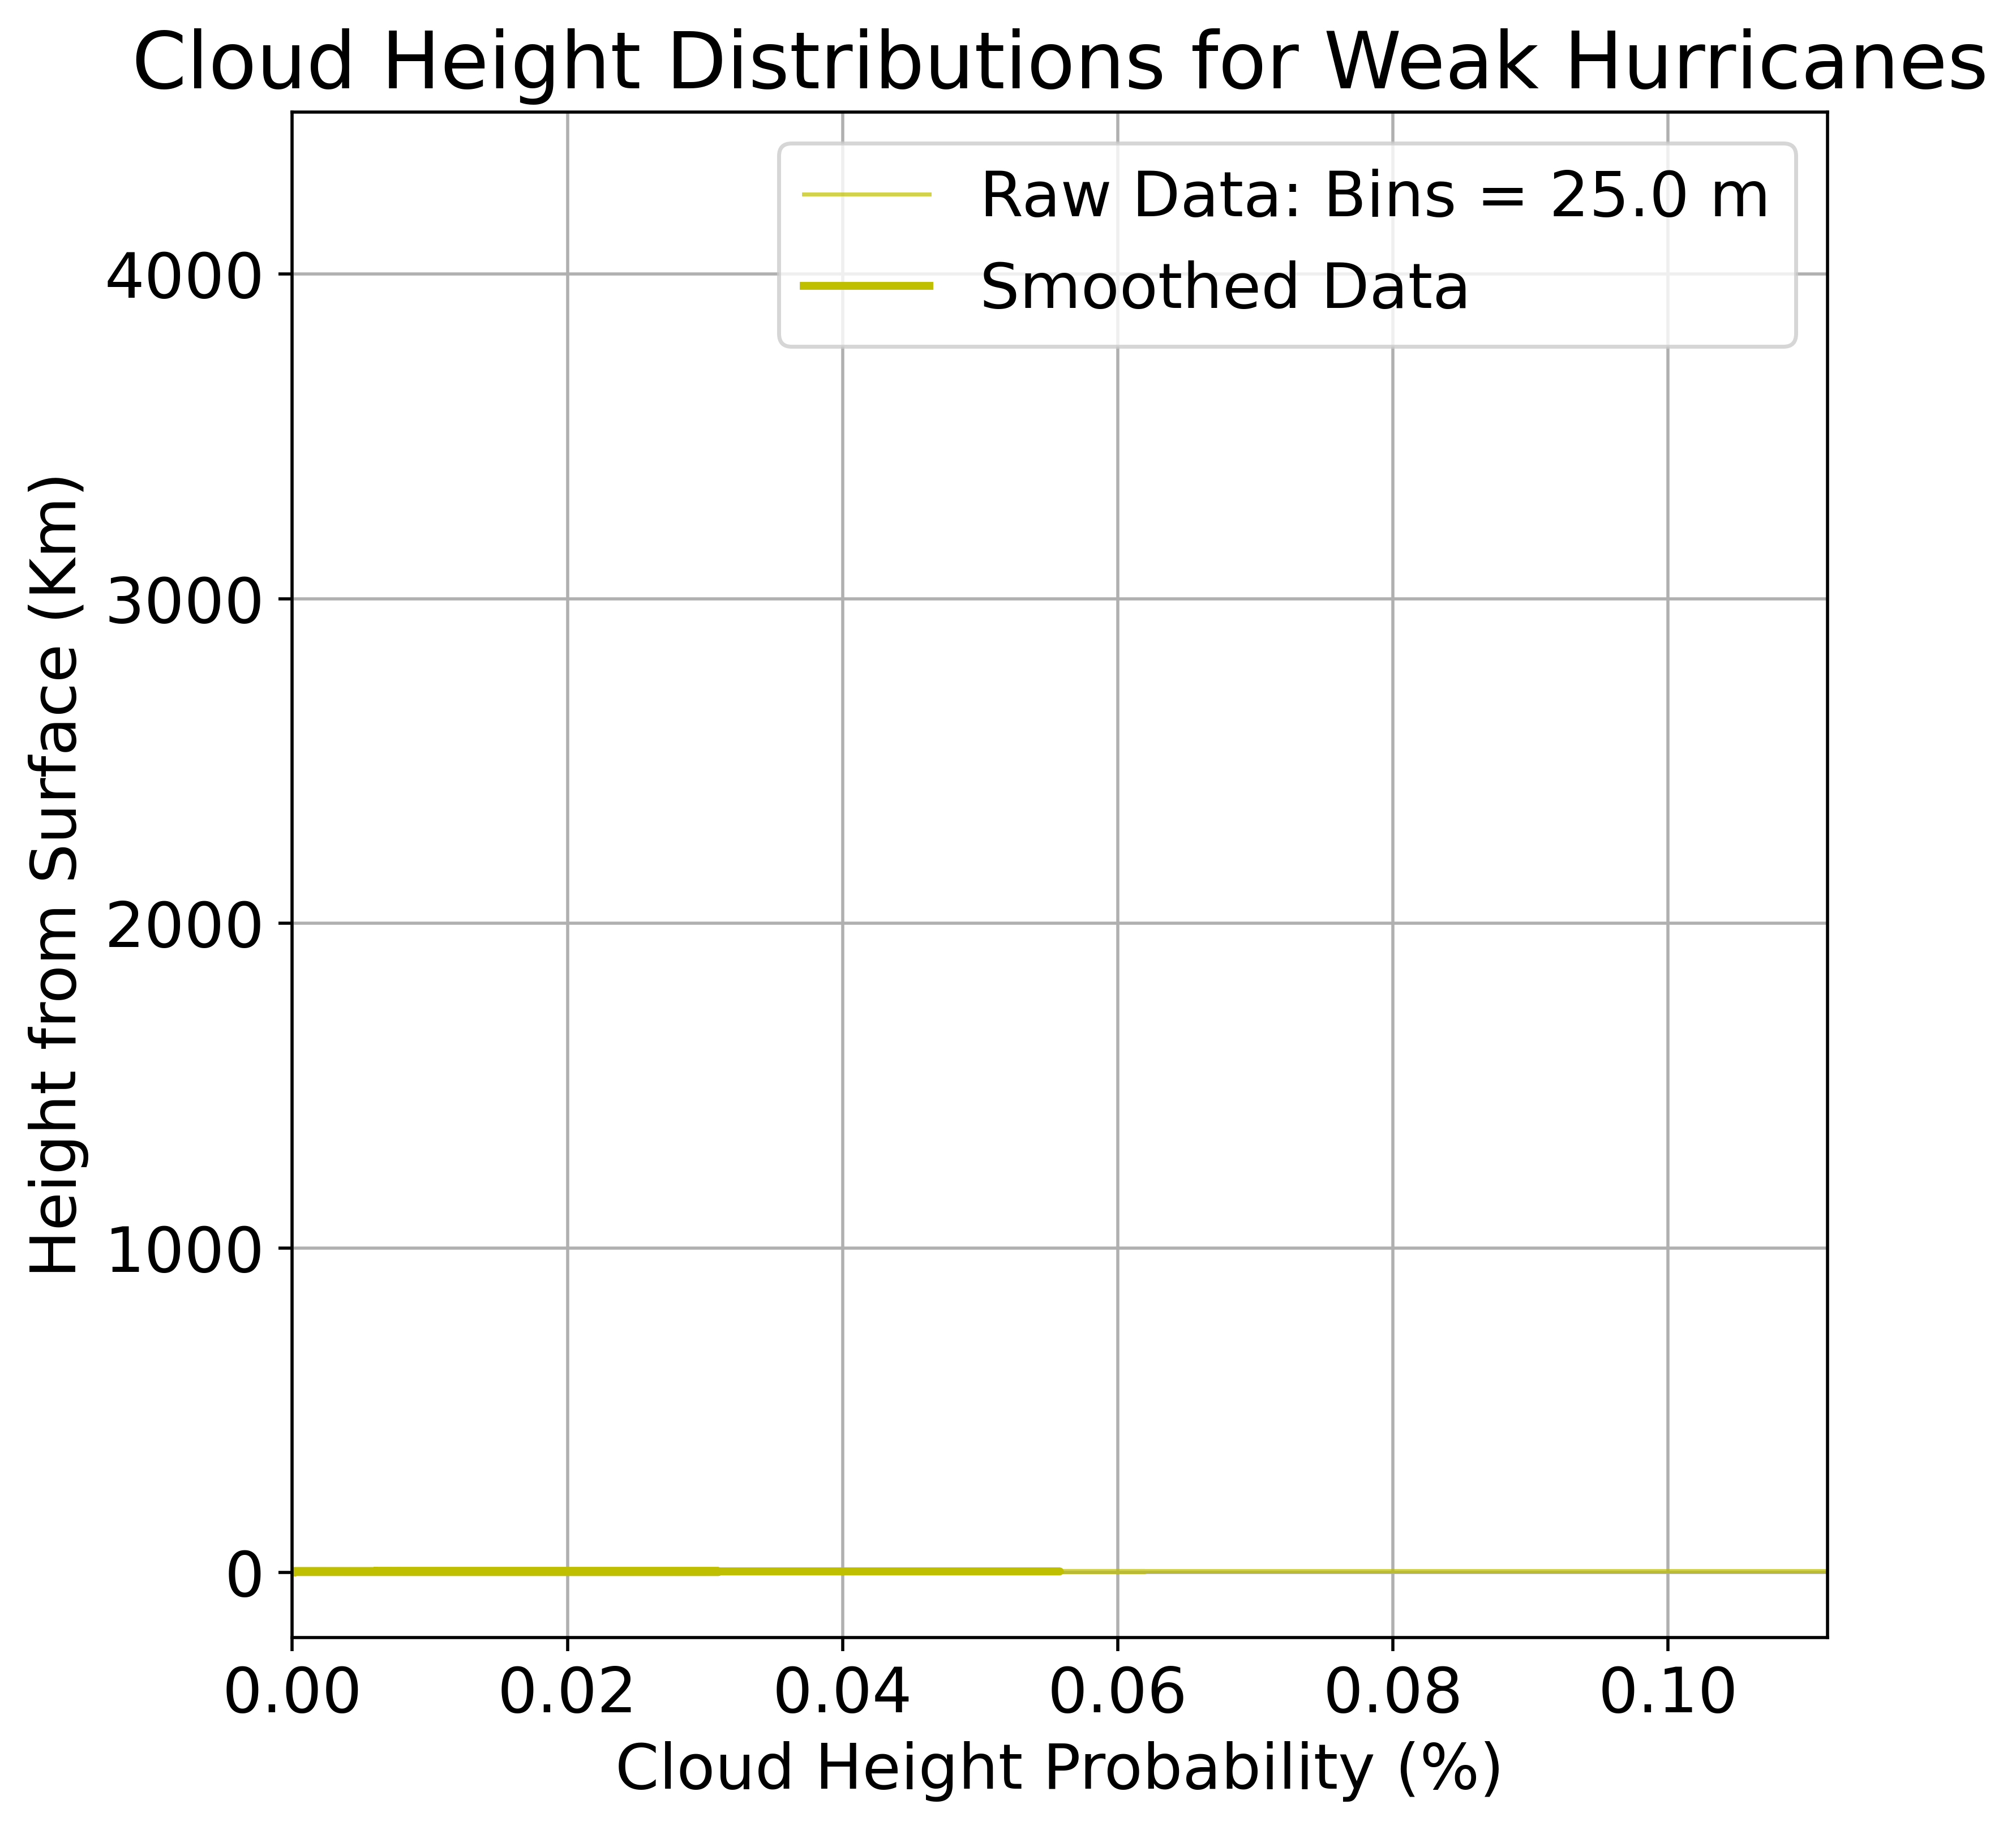 Cloud Height Distributions for Weak Hurricanes
Raw Data: Bins = 25.0 m
Smoothed Data
Height from Surface (Km)
4000
3000
2000
1000
0
0.00 0.02 0.04 0.06 0.08 0.10
Cloud Height Probability (%)